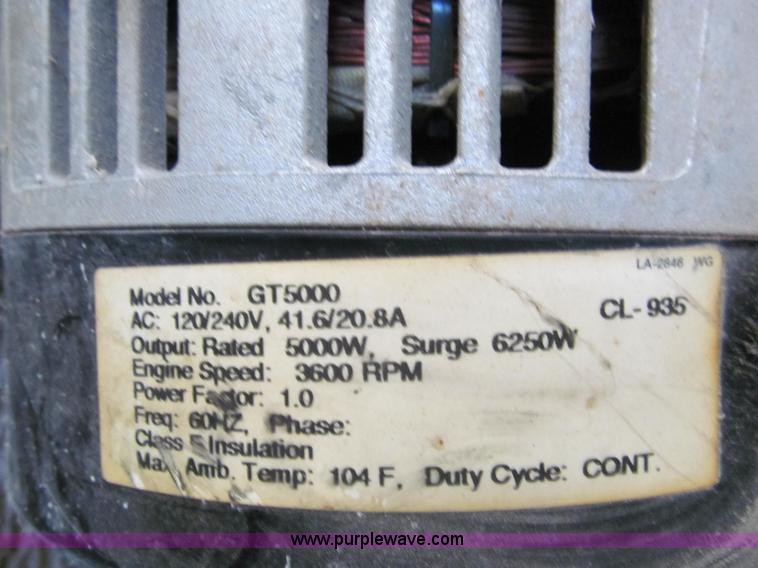 LA-2846 WG
Model No. GT5000
CL-935
AC: 120/240V, 41.6/20.8A
Output: Rated 5000W, Surge 6250W
Engine Speed: 3600 RPM
Power Factor: 1.0
Freq: 60HZ, Phase:
Class F Insulation
Max. Amb. Temp: 104 F, Duty Cycle: CONT.
www.purplewave.com